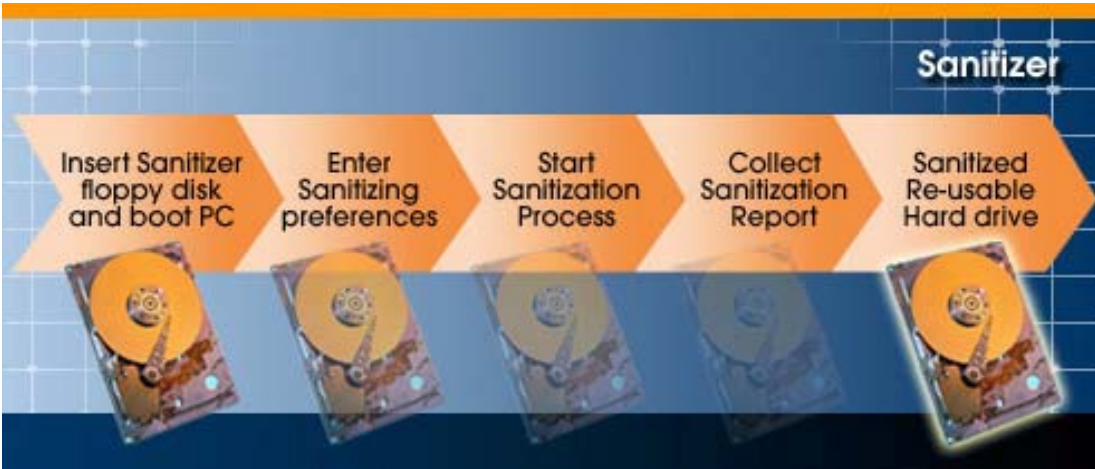 Sanitizer
Insert Sanitizer
floppy disk
and boot PC
Enter
Sanitizing
preferences
Start
Sanitization
Process
Collect
Sanitization
Report
Sanitized
Re-usable
Hard drive